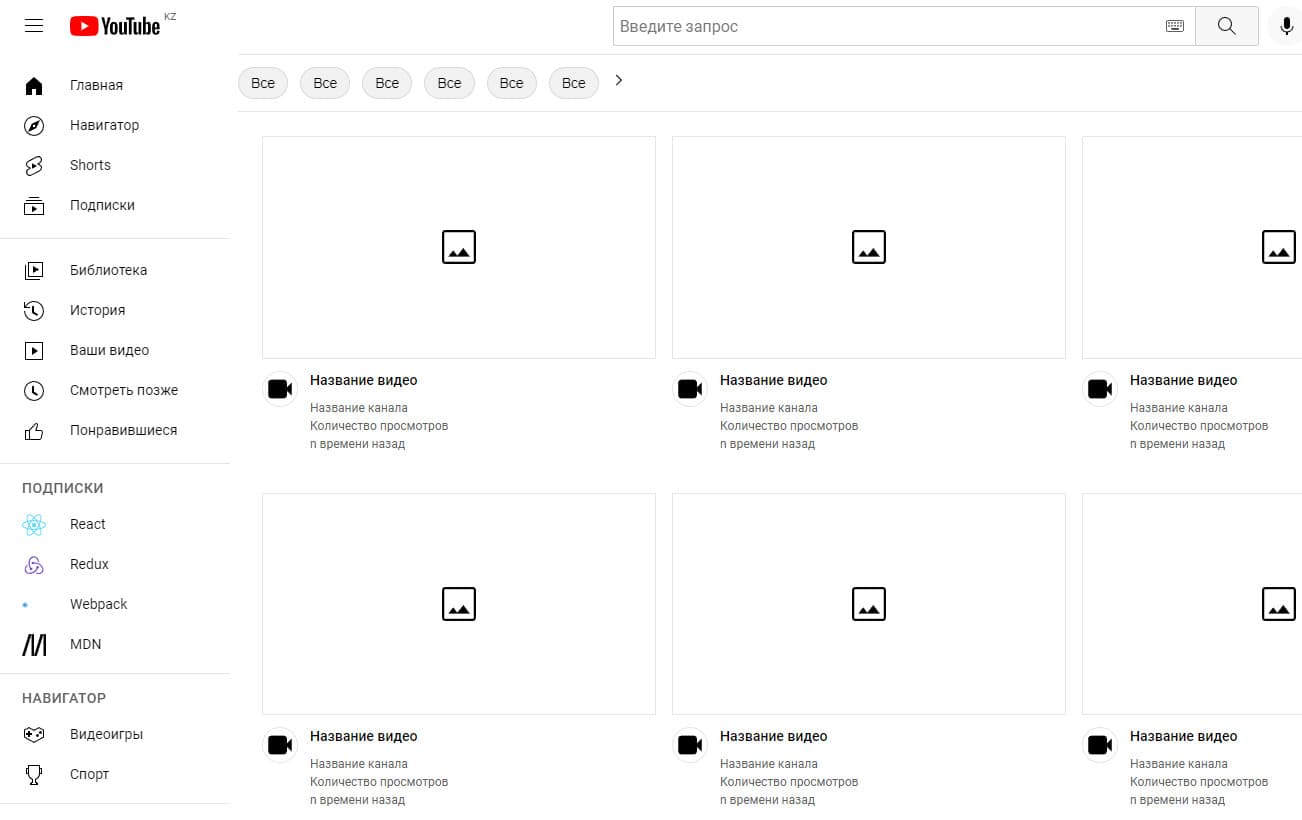 YouTube KZ
Введите запрос
Все Все Все Все Все Все
Главная
Навигатор
Shorts
Подписки
Библиотека
История
Ваши видео
Смотреть позже
Понравившиеся
ПОДПИСКИ
React
Redux
Webpack
MDN
НАВИГАТОР
Видеоигры
Спорт
Название видео
Название канала
Количество просмотров
n времени назад
Название видео
Название канала
Количество просмотров
n времени назад
Название видео
Название канала
Количество просмотров
n времени назад
Название видео
Название канала
Количество просмотров
n времени назад
Название видео
Название канала
Количество просмотров
n времени назад
Название видео
Название канала
Количество просмотров
n времени назад